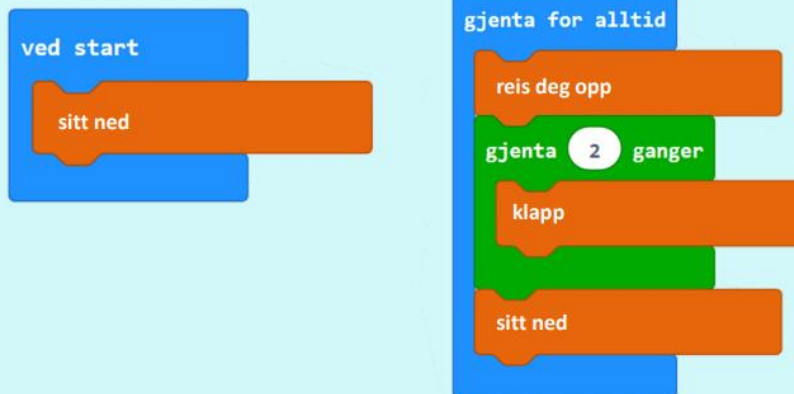 ved start
sitt ned
gjenta for alltid
reis deg opp
gjenta 2 ganger
klapp
sitt ned